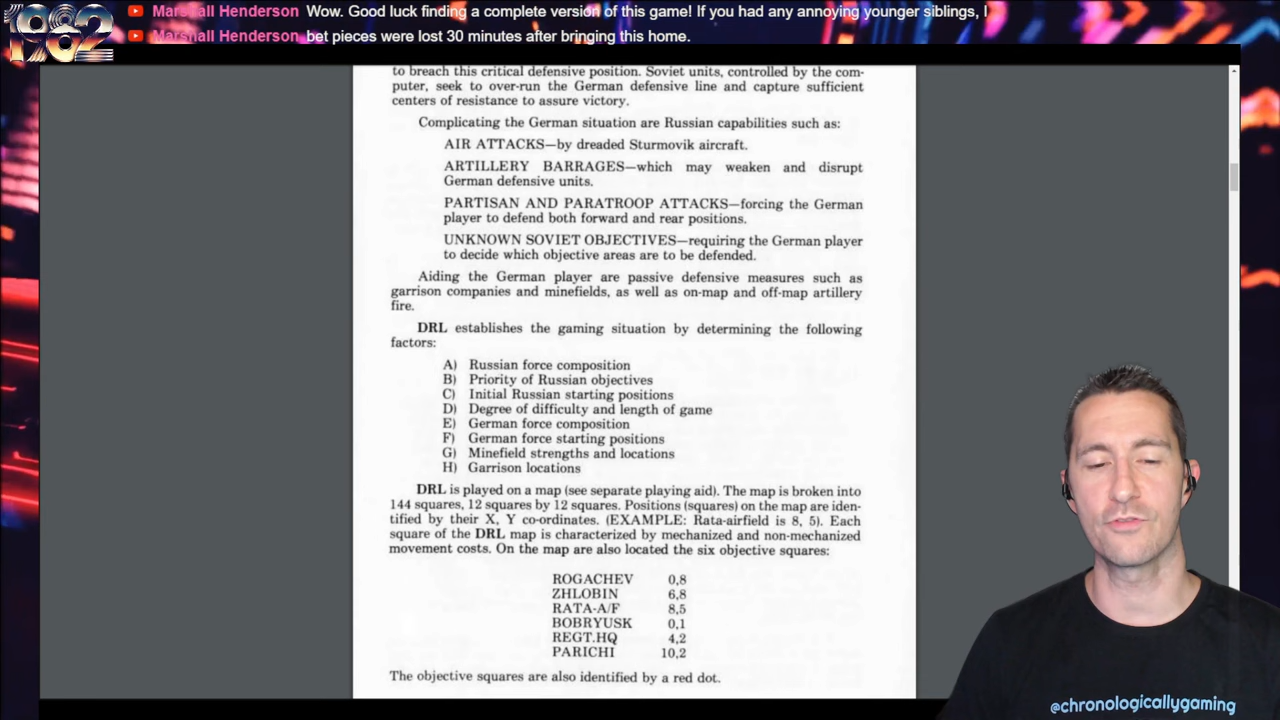 1982
Marshall Henderson Wow. Good luck finding a complete version of this game! If you had any annoying younger siblings, I
Marshall Henderson bet pieces were lost 30 minutes after bringing this home.
to breach this critical defensive position. Soviet units, controlled by the com-
puter, seek to over-run the German defensive line and capture sufficient
centers of resistance to assure victory.
Complicating the German situation are Russian capabilities such as:
AIR ATTACKS—by dreaded Sturmovik aircraft.
ARTILLERY BARRAGES—which may weaken and disrupt
German defensive units.
PARTISAN AND PARATROOP ATTACKS—forcing the German
player to defend both forward and rear positions.
UNKNOWN SOVIET OBJECTIVES—requiring the German player
to decide which objective areas are to be defended.
Aiding the German player are passive defensive measures such as
garrison companies and minefields, as well as on-map and off-map artillery
fire.
DRL establishes the gaming situation by determining the following
factors:
A) Russian force composition
B) Priority of Russian objectives
C) Initial Russian starting positions
D) Degree of difficulty and length of game
E) German force composition
F) German force starting positions
G) Minefield strengths and locations
H) Garrison locations
DRL is played on a map (see separate playing aid). The map is broken into
144 squares, 12 squares by 12 squares. Positions (squares) on the map are iden-
tified by their X, Y co-ordinates. (EXAMPLE: Rata-airfield is 8, 5). Each
square of the DRL map is characterized by mechanized and non-mechanized
movement costs. On the map are also located the six objective squares:
ROGACHEV 0,8
ZHLOBIN 6,8
RATA-A/F 8,5
BOBRYUSK 0,1
REGT.HQ 4,2
PARICHI 10,2
The objective squares are also identified by a red dot.
@chronologicallygaming